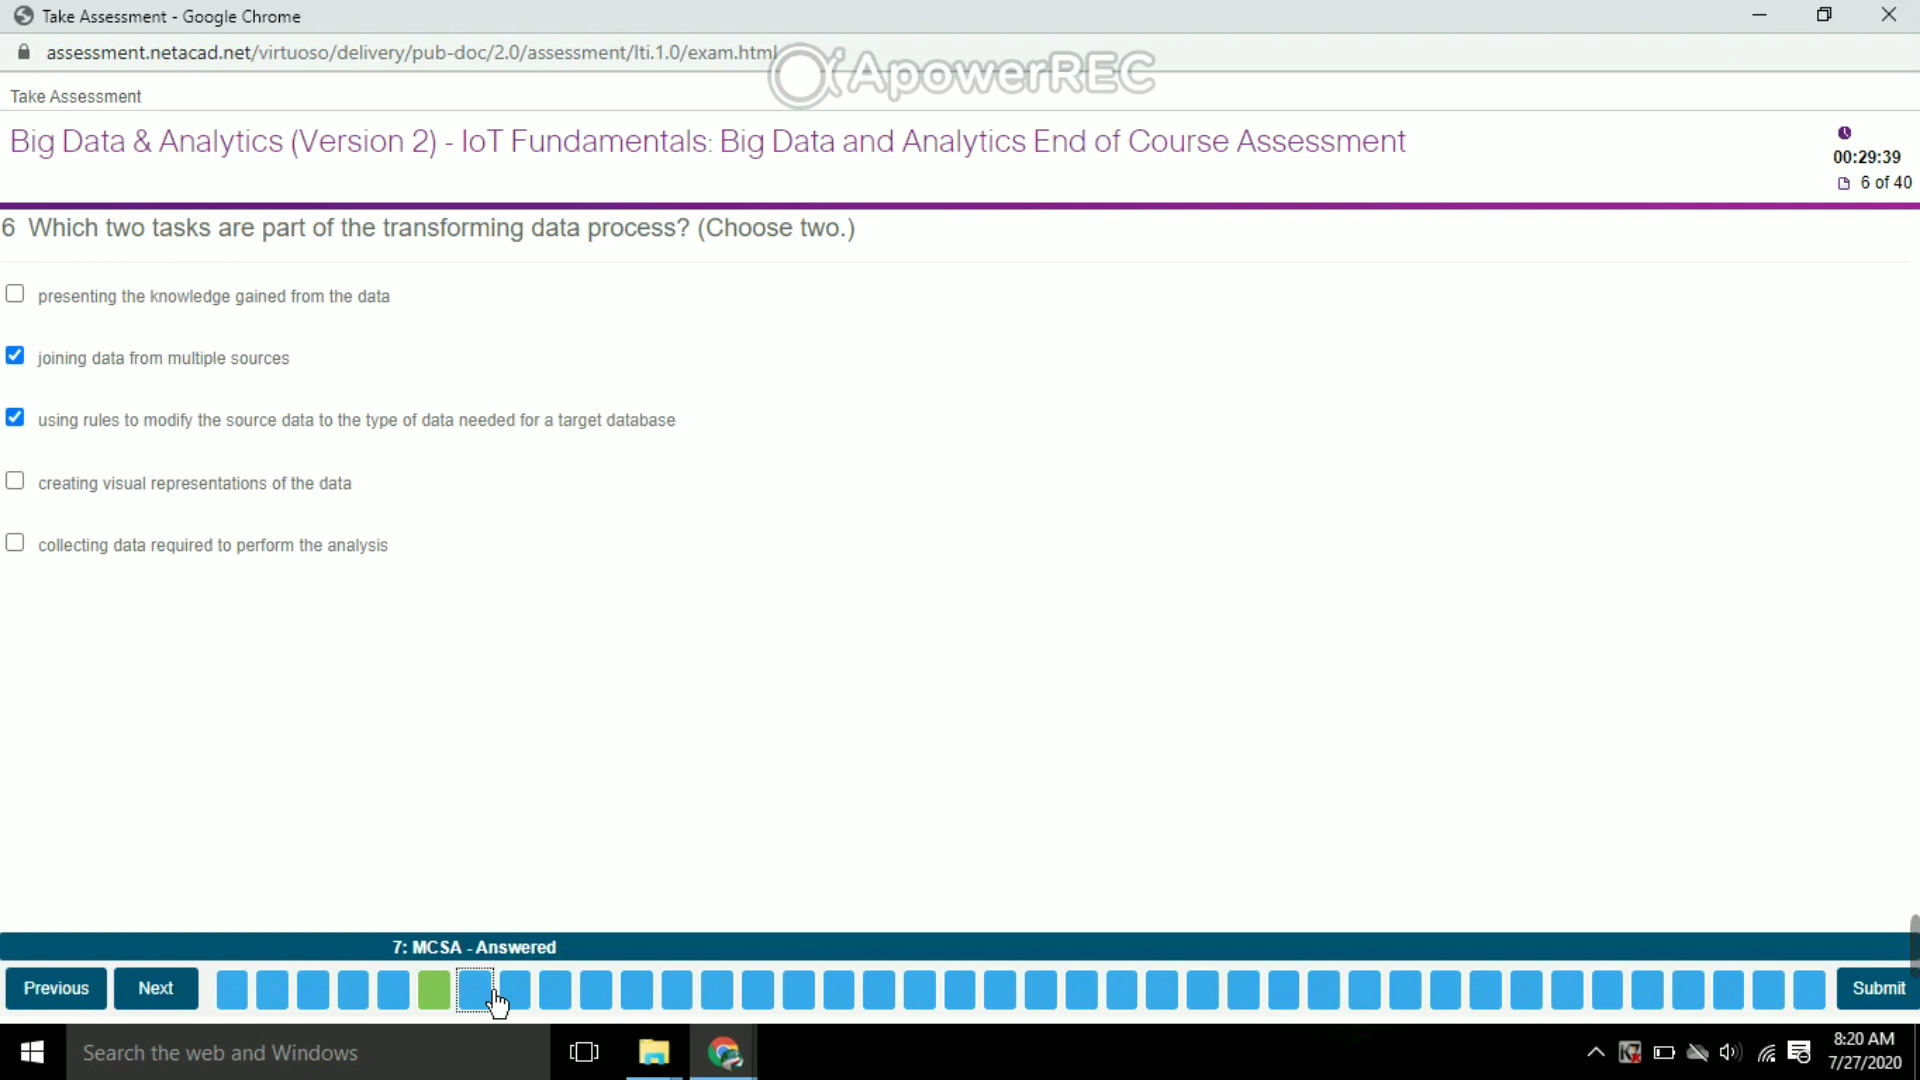 Take Assessment - Google Chrome
assessment.netacad.net/virtuoso/delivery/pub-doc/2.0/assessment/lti.1.0/exam.html
ApowerREC
Take Assessment
Big Data & Analytics (Version 2) - IoT Fundamentals: Big Data and Analytics End of Course Assessment
00:29:39
6 of 40
6 Which two tasks are part of the transforming data process? (Choose two.)
presenting the knowledge gained from the data
joining data from multiple sources
using rules to modify the source data to the type of data needed for a target database
creating visual representations of the data
collecting data required to perform the analysis
7: MCSA - Answered
Previous
Next
Submit
Search the web and Windows
8:20 AM
7/27/2020